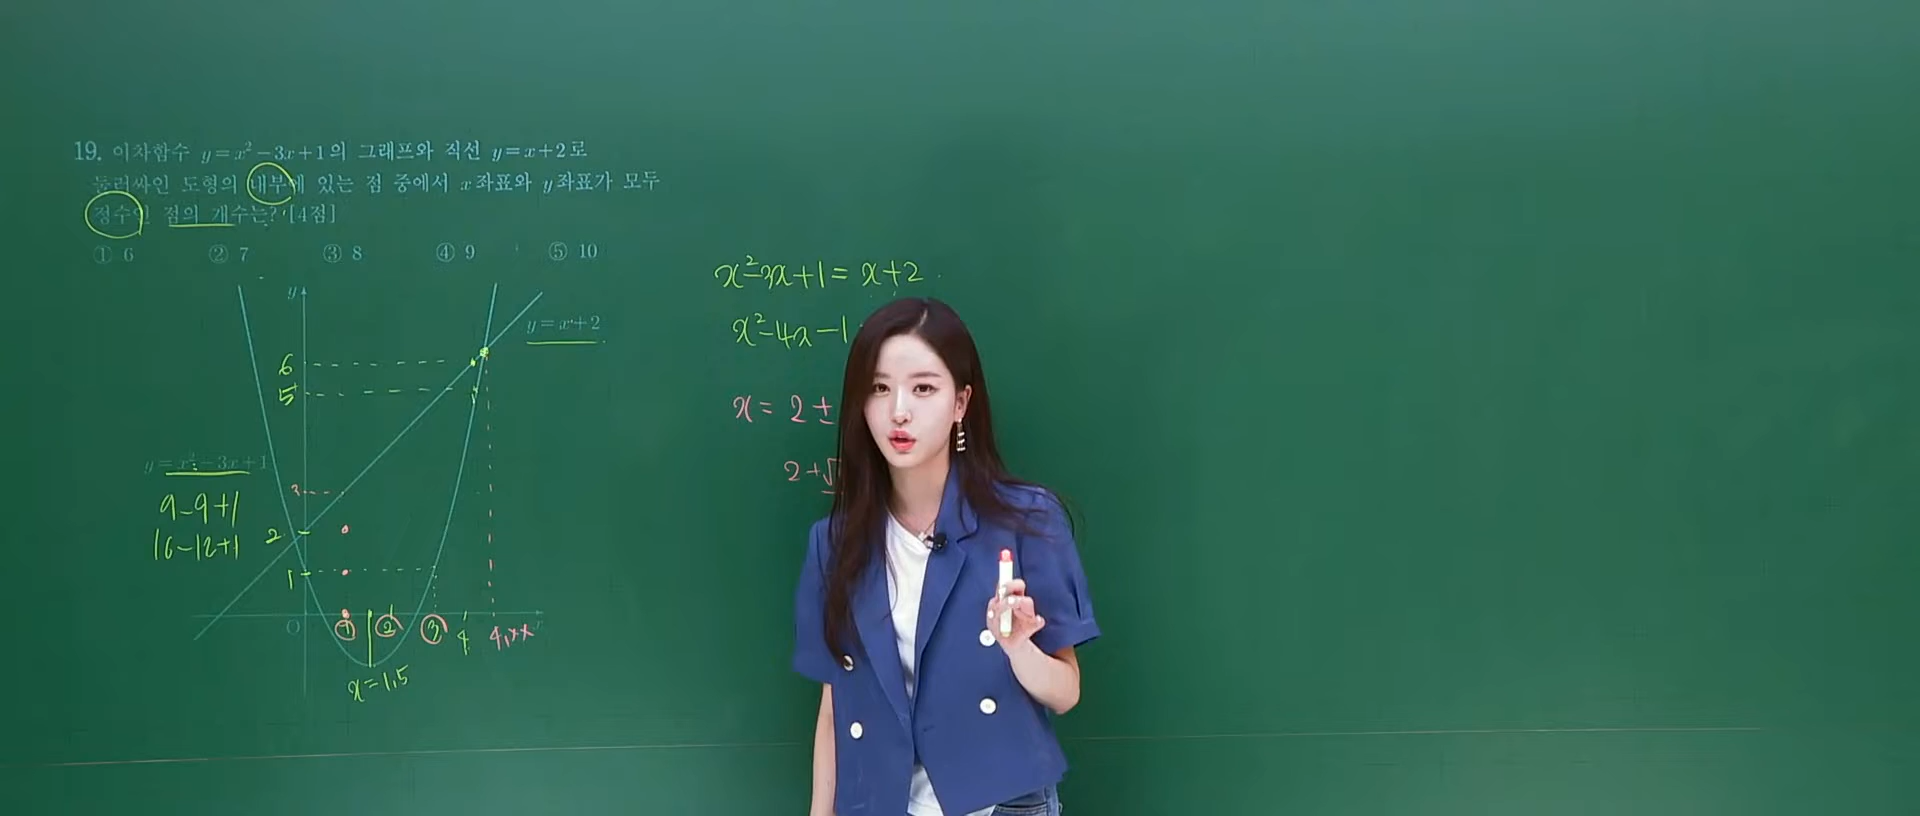 19. 이차함수 y=x²-3x+1의 그래프와 직선 y=x+2로
둘러싸인 도형의 내부에 있는 점 중에서 x좌표와 y좌표가 모두
정수인 점의 개수는? [4점]
① 6 ② 7 ③ 8 ④ 9 ⑤ 10
y
y=x+2
6
5
y=x²-3x+1
9-9+1
16-12+1
3
2
1
O
1 2 3 4 4.xx x
x=1.5
x²-3x+1=x+2
x²-4x-1
x=2±
2+√